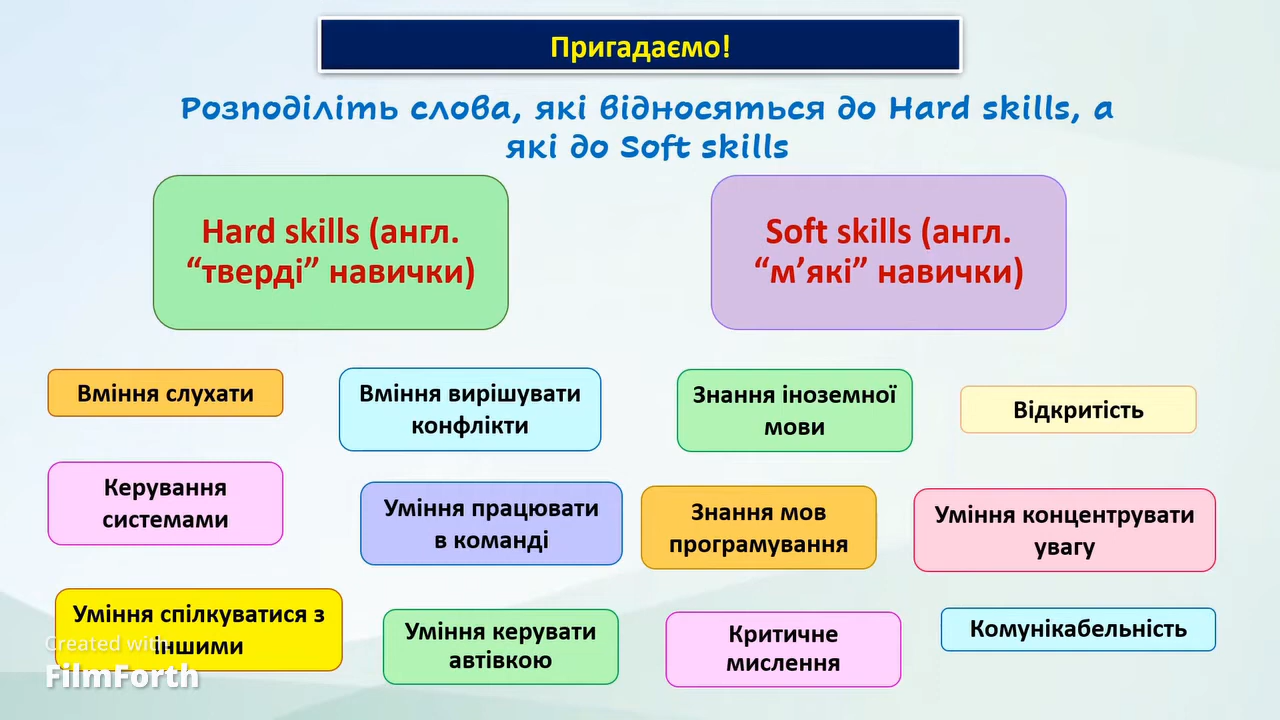 Пригадаємо!
Розподіліть слова, які відносяться до Hard skills, а
які до Soft skills
Hard skills (англ.
“тверді” навички)
Soft skills (англ.
“м’які” навички)
Вміння слухати
Вміння вирішувати
конфлікти
Знання іноземної
мови
Відкритість
Керування
системами
Уміння працювати
в команді
Знання мов
програмування
Уміння концентрувати
увагу
Уміння спілкуватися з
іншими
Уміння керувати
автівкою
Критичне
мислення
Комунікабельність
Created with
FilmForth